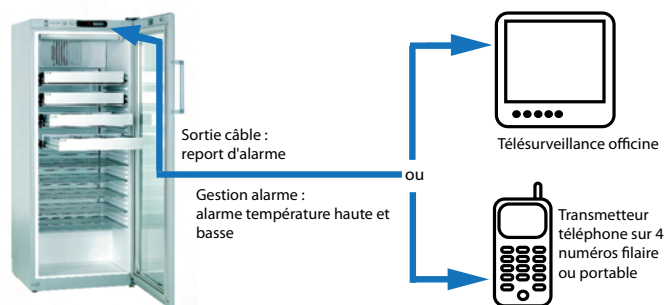 Sortie câble :
report d'alarme
Gestion alarme :
alarme température haute et
basse
ou
Télésurveillance officine
Transmetteur
téléphone sur 4
numéros filaire
ou portable